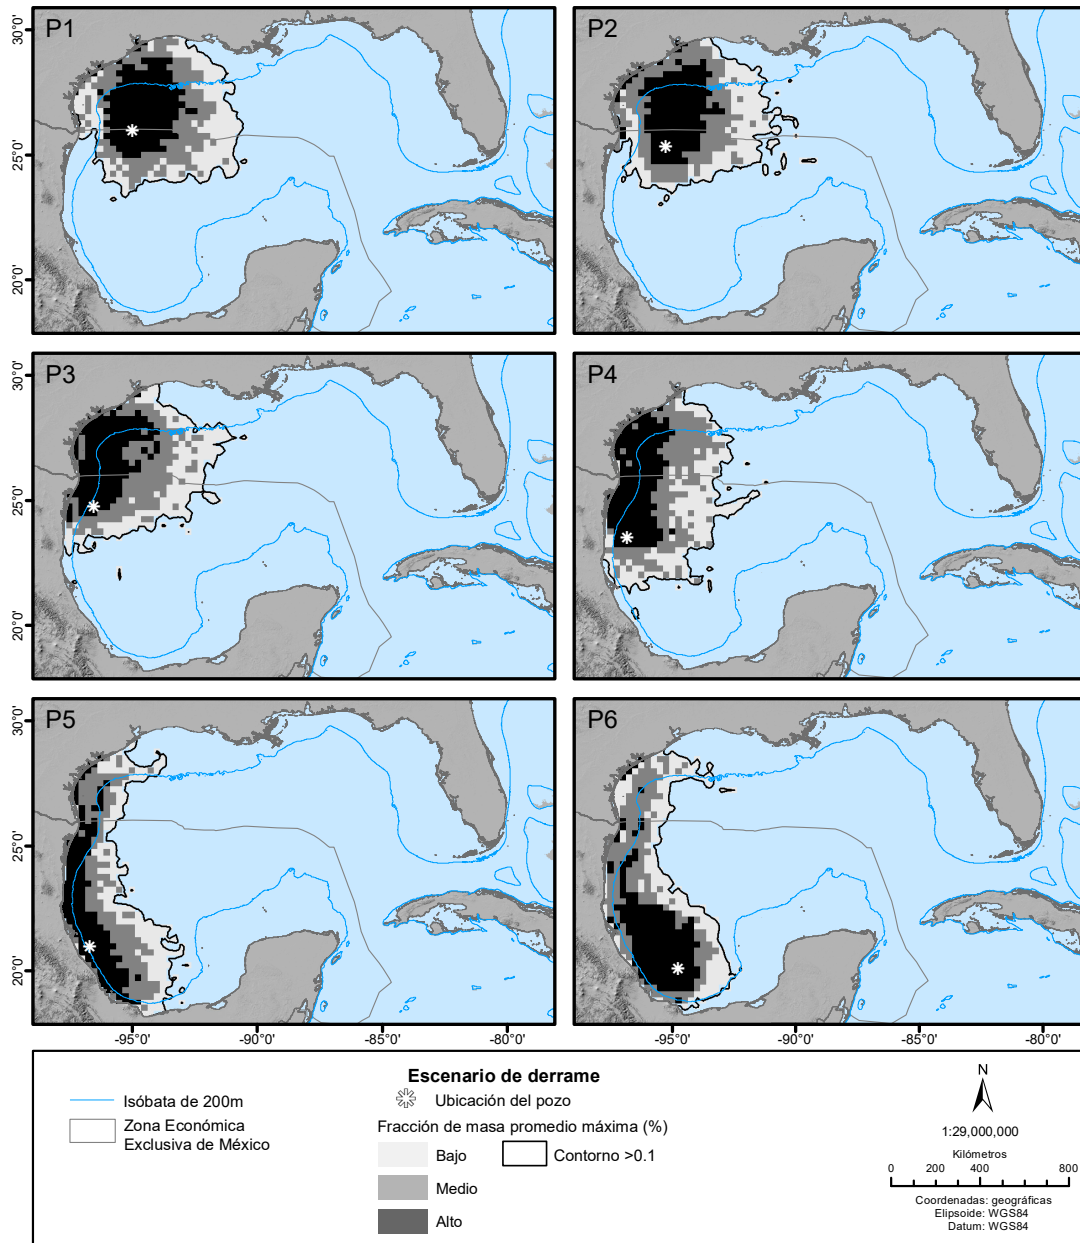 P1
P2
30°0'
25°0'
20°0'
P3
P4
30°0'
25°0'
20°0'
P5
P6
30°0'
25°0'
20°0'
-95°0'
-90°0'
-85°0'
-80°0'
-95°0'
-90°0'
-85°0'
-80°0'
Isóbata de 200m
Zona Económica
Exclusiva de México
Escenario de derrame
Ubicación del pozo
Fracción de masa promedio máxima (%)
Bajo
Contorno >0.1
Medio
Alto
N
1:29,000,000
Kilómetros
0 200 400 800
Coordenadas: geográficas
Elipsoide: WGS84
Datum: WGS84